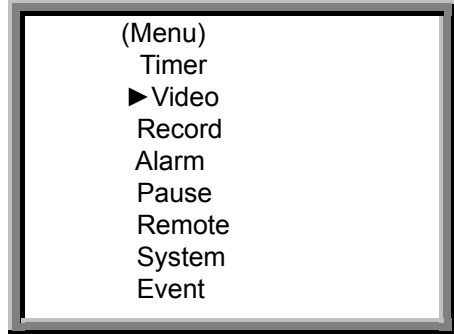 (Menu)
Timer
►Video
Record
Alarm
Pause
Remote
System
Event